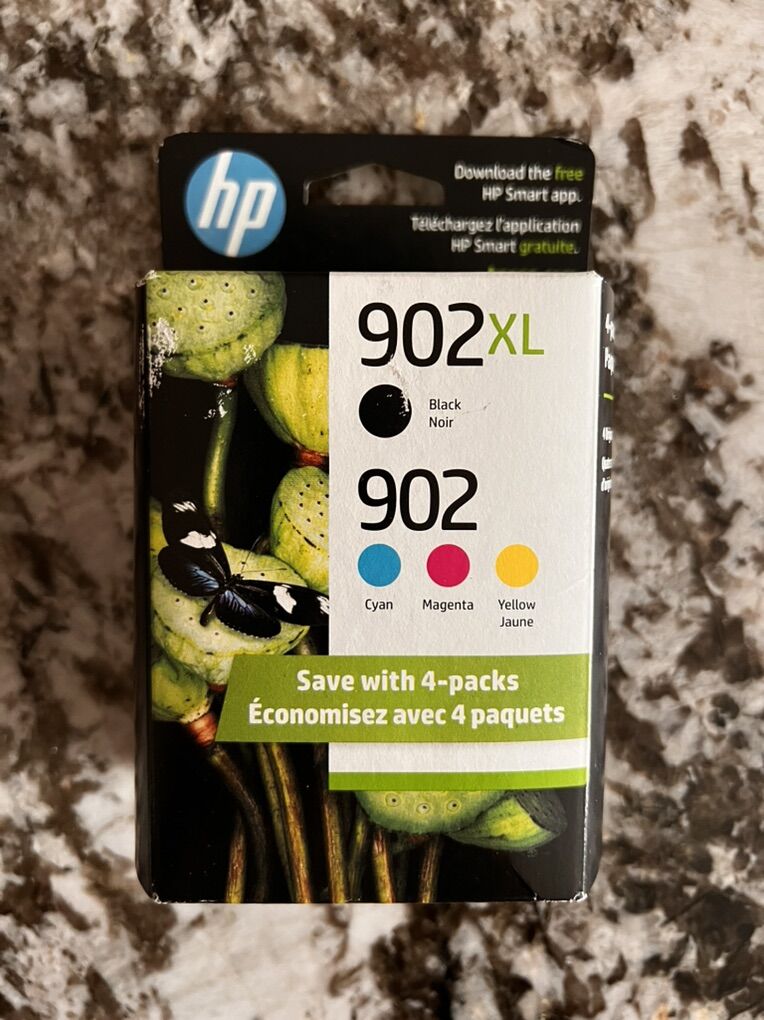 hp
Download the free
HP Smart app.
Téléchargez l'application
HP Smart gratuite.
902XL
Black
Noir
902
Cyan Magenta Yellow
Jaune
Save with 4-packs
Économisez avec 4 paquets